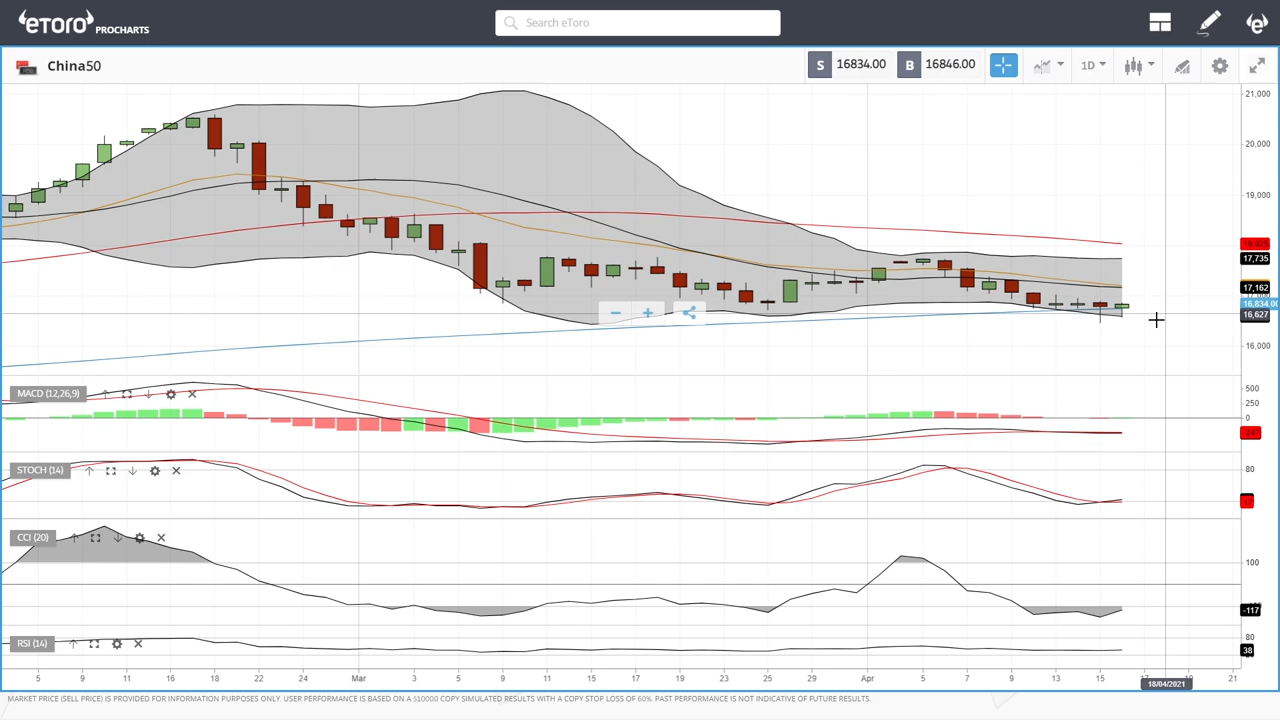 eToro PROCHARTS
Search eToro
China50
S 16834.00 B 16846.00
1D
21,000
20,000
19,000
17,735
17,162
16,834.00
16,627
16,000
MACD (12,26,9)
500
250
0
STOCH (14)
80
CCI (20)
100
-117
RSI (14)
80
38
5 9 11 14 16 18 22 24 Mar 3 5 9 11 15 17 19 23 25 29 31 Apr 5 7 9 13 15 21
18/04/2021
MARKET PRICE (SELL PRICE) IS PROVIDED FOR INFORMATION PURPOSES ONLY. USER PERFORMANCE IS BASED ON A $10000 COPY SIMULATED RESULTS WITH A COPY STOP LOSS OF 60%. PAST PERFORMANCE IS NOT INDICATIVE OF FUTURE RESULTS.